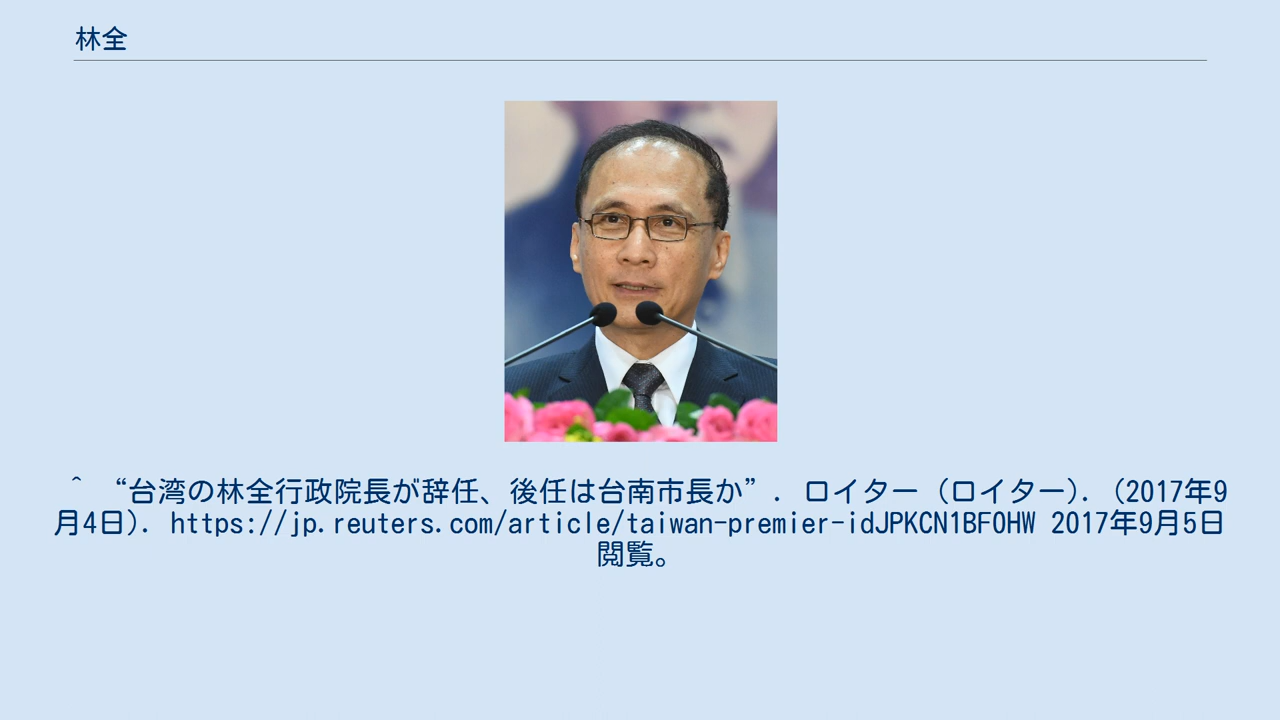 林全
^ “台湾の林全行政院長が辞任、後任は台南市長か”. ロイター (ロイター). (2017年9
月4日). https://jp.reuters.com/article/taiwan-premier-idJPKCN1BF0HW 2017年9月5日
閲覧。